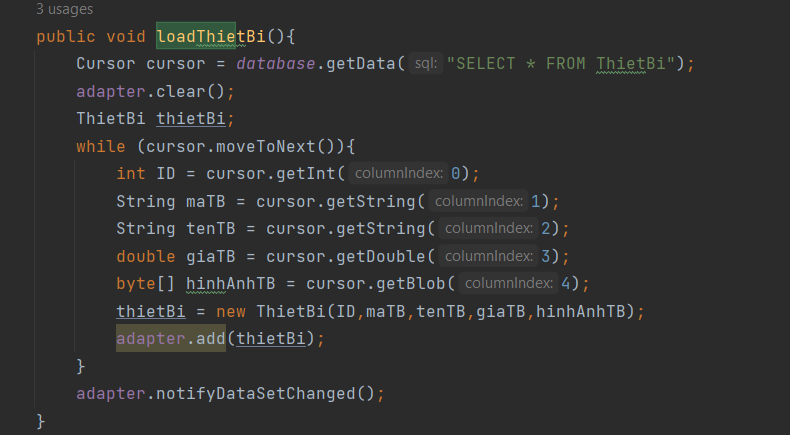 3 usages
public void loadThietBi(){
Cursor cursor = database.getData( sql: "SELECT * FROM ThietBi");
adapter.clear();
ThietBi thietBi;
while (cursor.moveToNext()){
int ID = cursor.getInt( columnIndex: 0);
String maTB = cursor.getString( columnIndex: 1);
String tenTB = cursor.getString( columnIndex: 2);
double giaTB = cursor.getDouble( columnIndex: 3);
byte[] hinhAnhTB = cursor.getBlob( columnIndex: 4);
thietBi = new ThietBi(ID,maTB,tenTB,giaTB,hinhAnhTB);
adapter.add(thietBi);
}
adapter.notifyDataSetChanged();
}